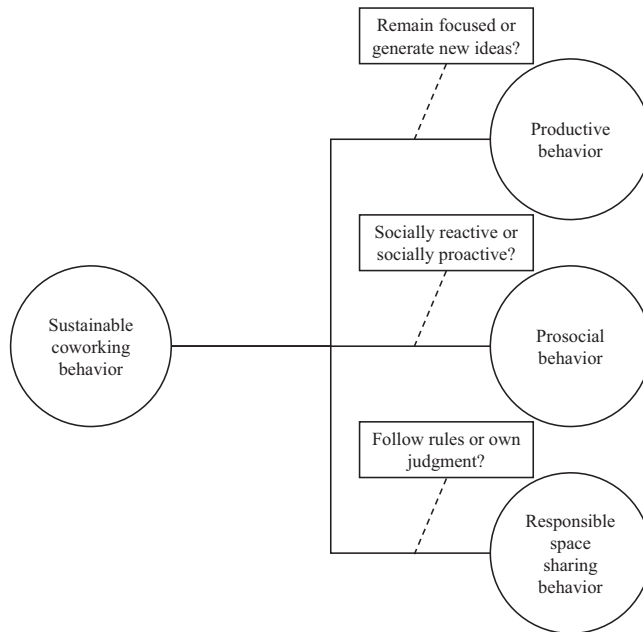 Remain focused or
generate new ideas?
Productive
behavior
Socially reactive or
socially proactive?
Sustainable
coworking
behavior
Prosocial
behavior
Follow rules or own
judgment?
Responsible
space
sharing
behavior